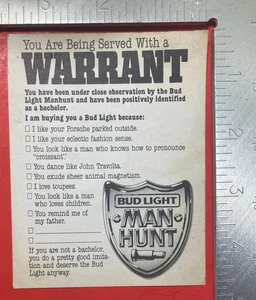 You Are Being Served With a
WARRANT
You have been under close observation by the Bud
Light Manhunt and have been positively identified
as a bachelor.
I am buying you a Bud Light because:
I like your Porsche parked outside.
I like your eclectic fashion sense.
You look like a man who knows how to pronounce
"croissant."
You dance like John Travolta.
You exude sheer animal magnetism.
I love toupees.
You look like a man
who loves children.
You remind me of
my father.
If you are not a bachelor,
you do a pretty good imita-
tion and deserve the Bud
Light anyway.
BUD LIGHT
MAN
HUNT